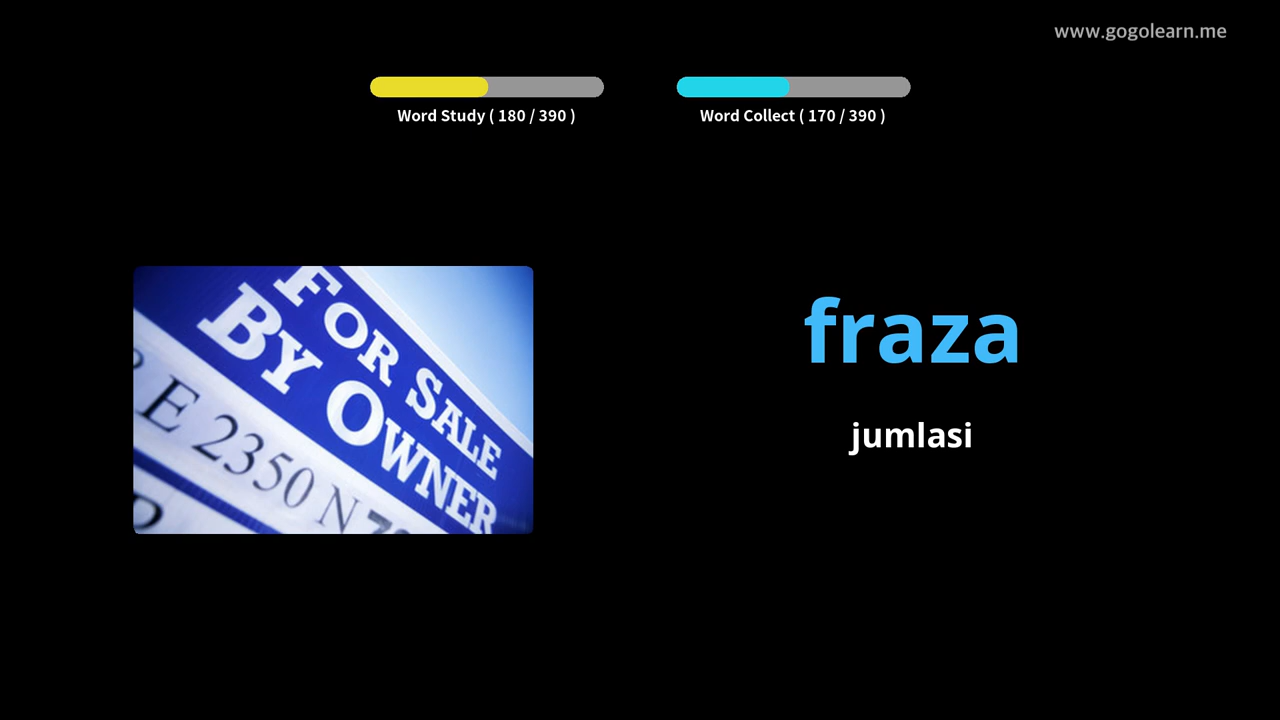 www.gogolearn.me
Word Study ( 180 / 390 )
Word Collect ( 170 / 390 )
FOR SALE
BY OWNER
E 2350 N
fraza
jumlasi